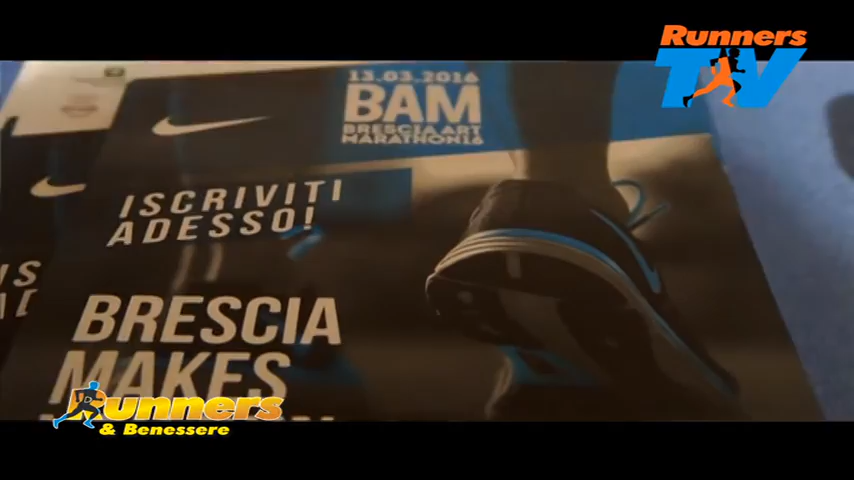 Runners
TV
13.03.2016
BAM
BRESCIA ART
MARATHON16
ISCRIVITI
ADESSO!
BRESCIA
MAKES
Runners
& Benessere